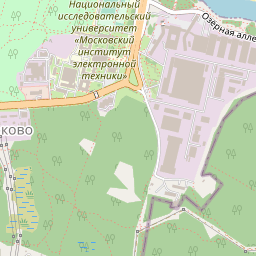 Национальный
исследовательский
университет
«Московский
институт
электронной
техники»
Озёрная алле
КОВО